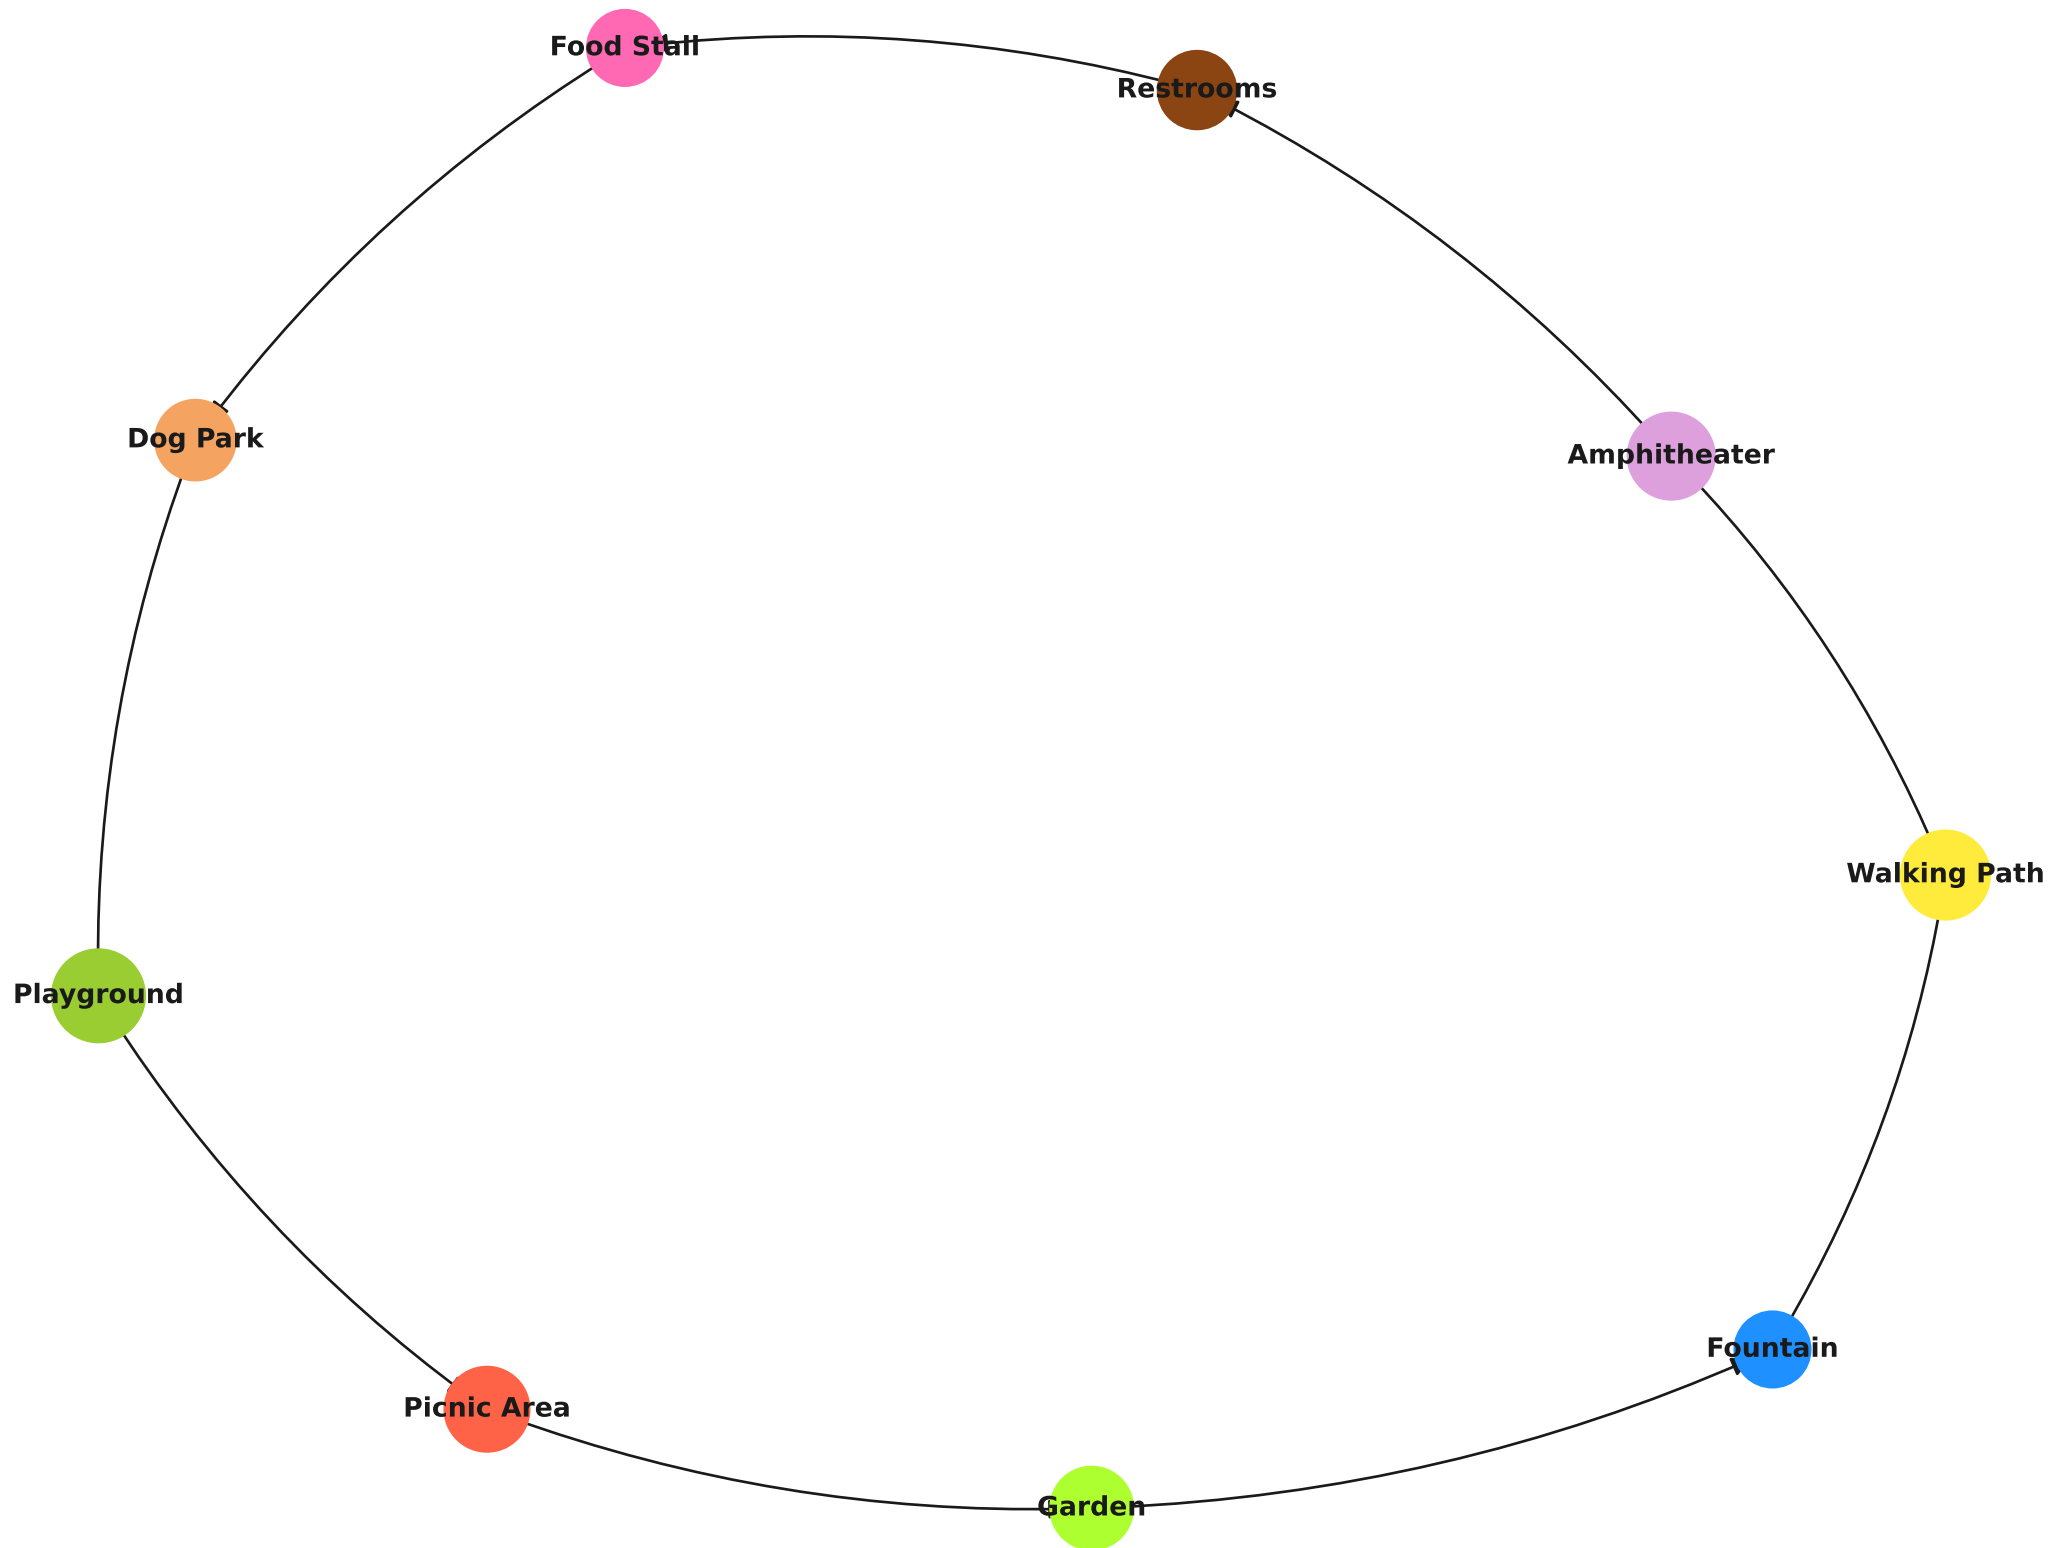 Food Stall
Restrooms
Dog Park
Amphitheater
Walking Path
Playground
Fountain
Picnic Area
Garden